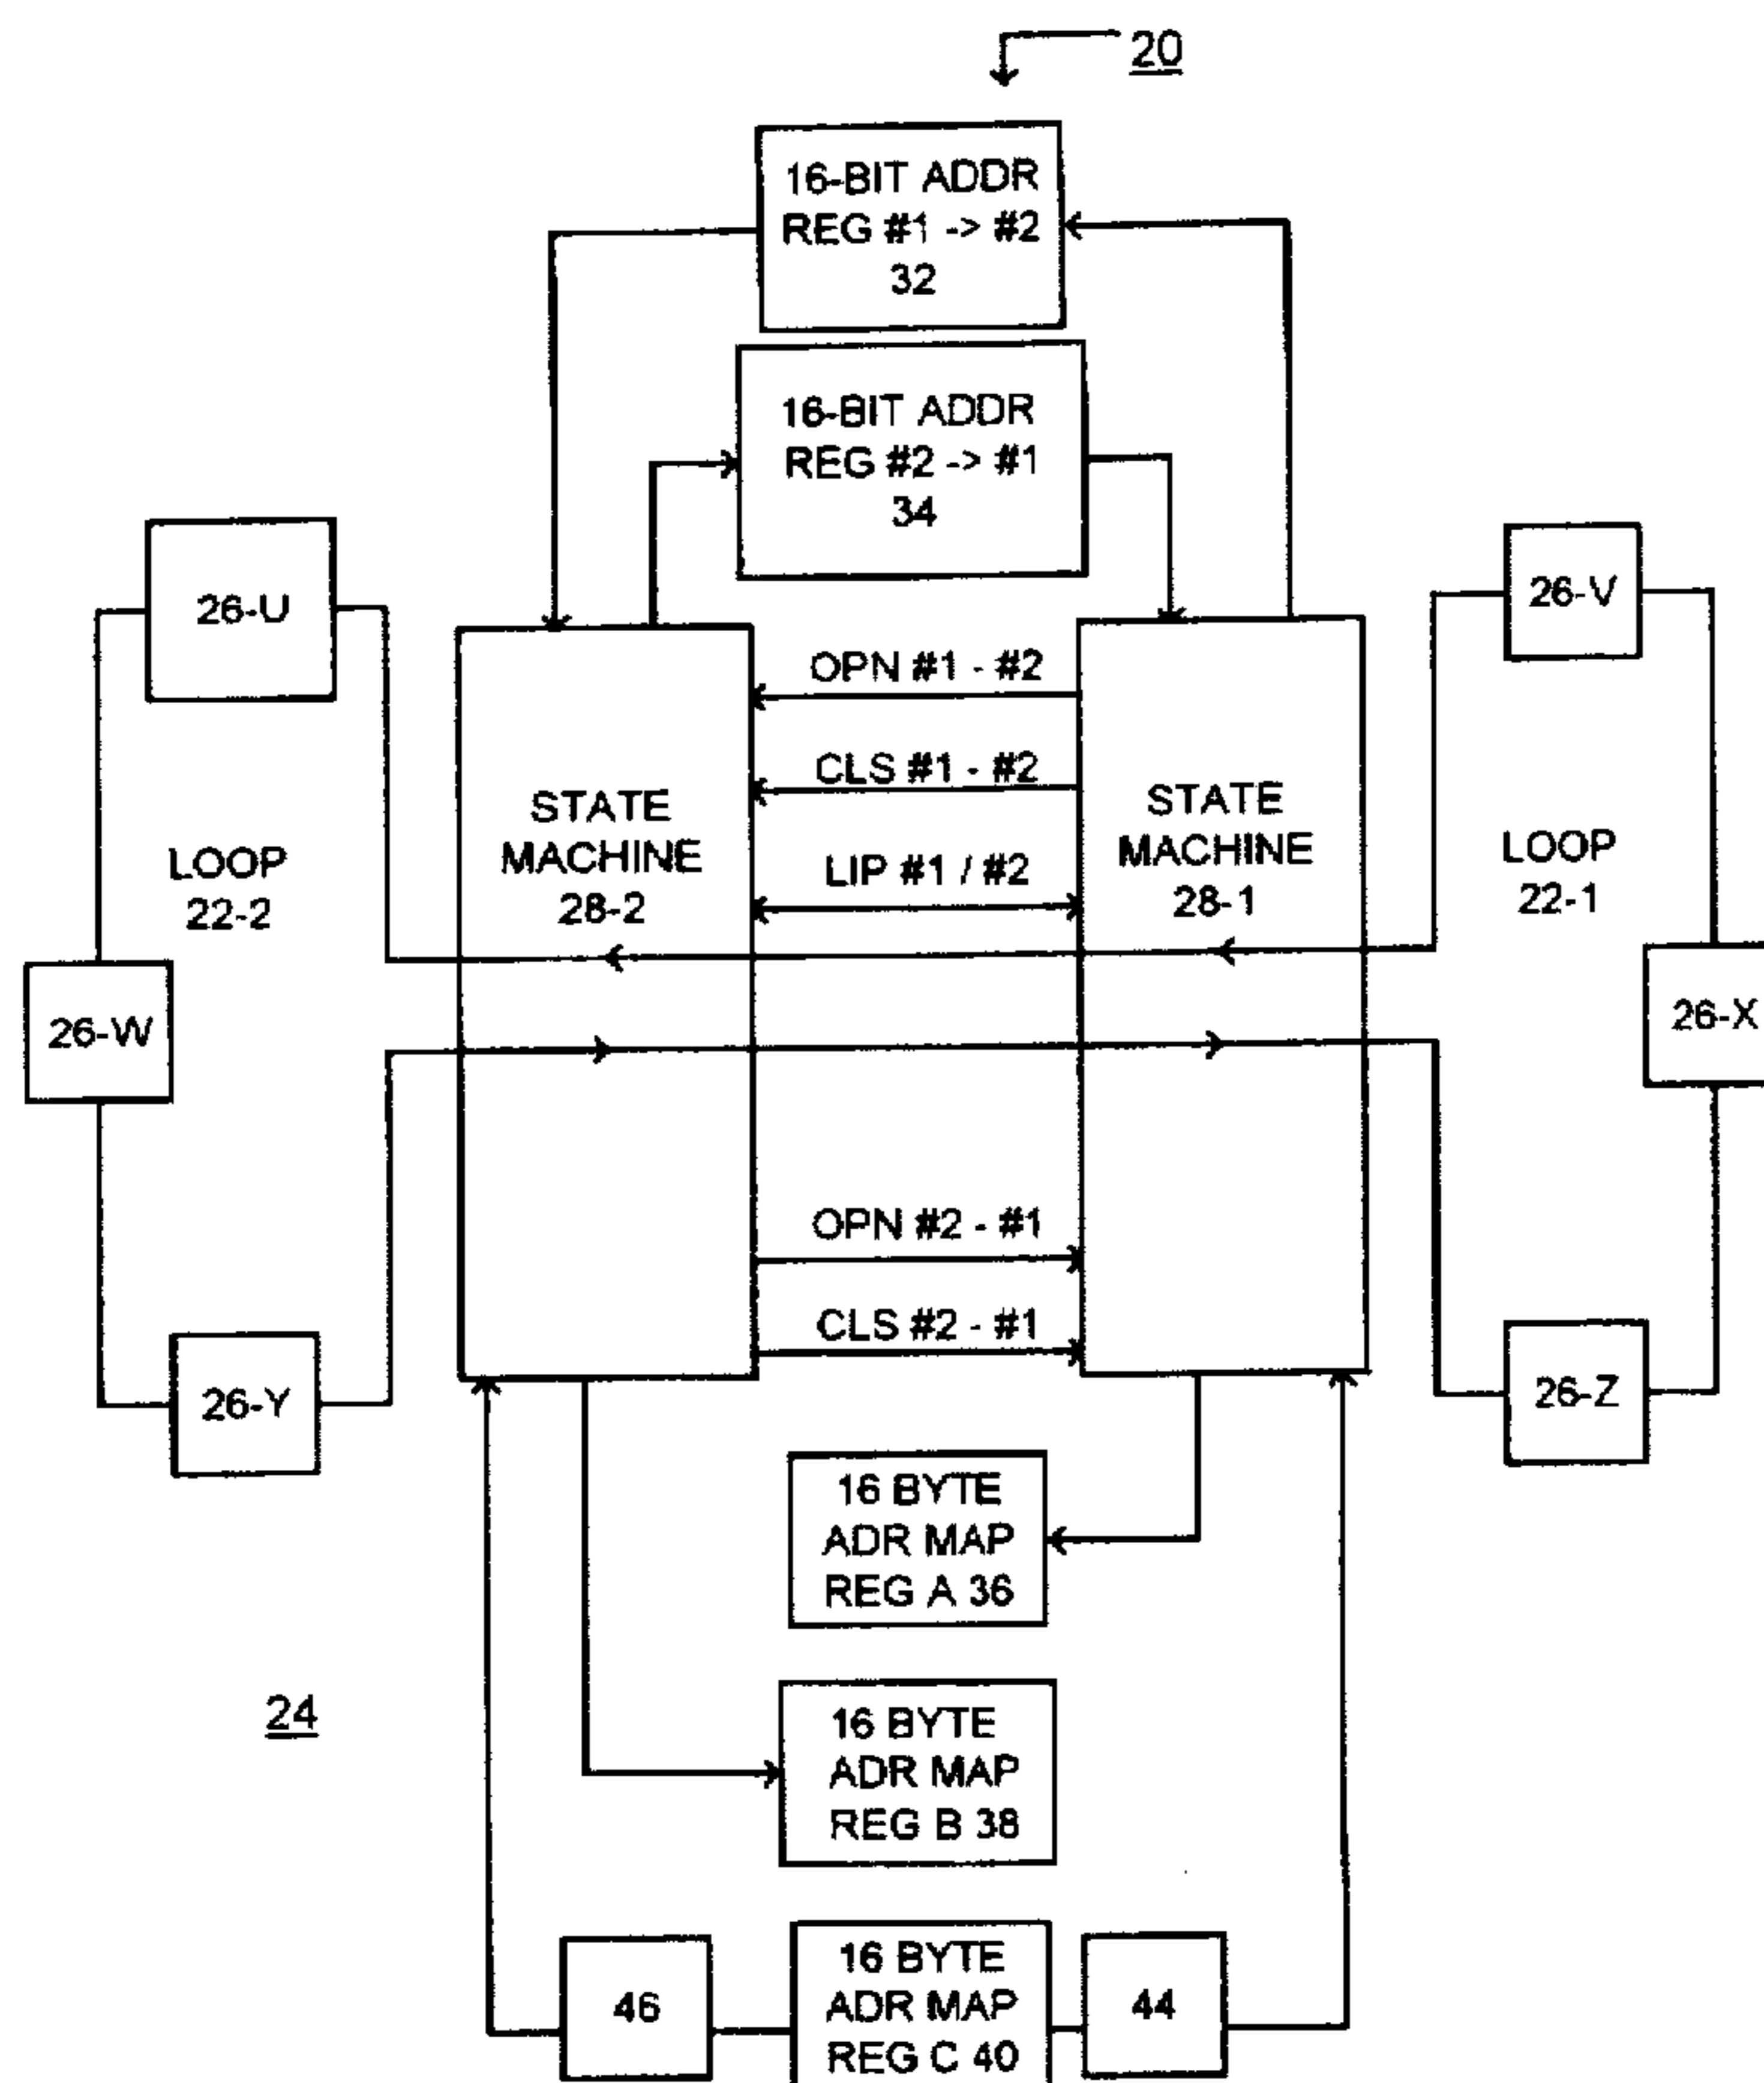 20
16-BIT ADDR
REG #1 -> #2
32
16-BIT ADDR
REG #2 -> #1
34
26-U
26-V
OPN #1 - #2
CLS #1 - #2
LIP #1 / #2
STATE
MACHINE
28-2
STATE
MACHINE
28-1
LOOP
22-2
LOOP
22-1
26-W
26-X
OPN #2 - #1
CLS #2 - #1
26-Y
26-Z
16 BYTE
ADR MAP
REG A 36
24
16 BYTE
ADR MAP
REG B 38
46
16 BYTE
ADR MAP
REG C 40
44